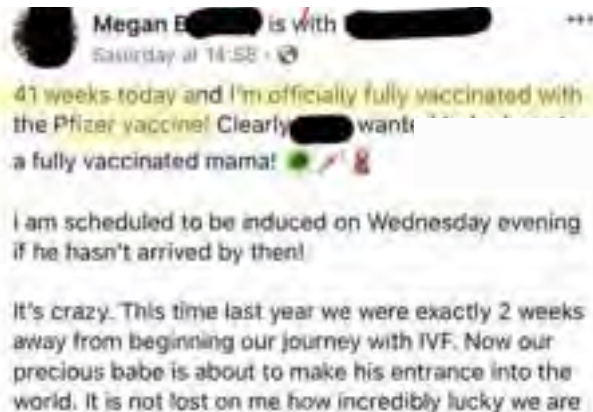 Megan B is with
Saturday at 14:58
41 weeks today and I'm officially fully vaccinated with
the Pfizer vaccine! Clearly wante
a fully vaccinated mama!
I am scheduled to be induced on Wednesday evening
if he hasn't arrived by then!
It's crazy. This time last year we were exactly 2 weeks
away from beginning our journey with IVF. Now our
precious babe is about to make his entrance into the
world. It is not lost on me how incredibly lucky we are